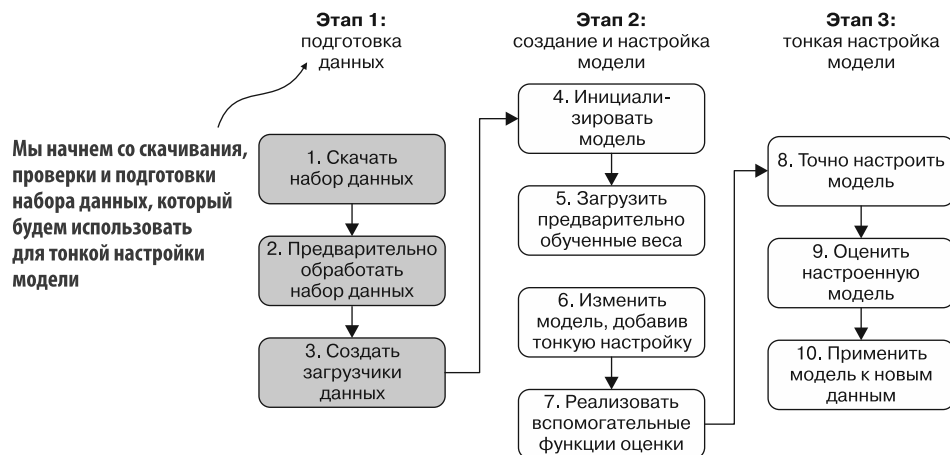 Этап 1:
подготовка
данных
Мы начнем со скачивания,
проверки и подготовки
набора данных, который
будем использовать
для тонкой настройки
модели
1. Скачать
набор данных
2. Предварительно
обработать
набор данных
3. Создать
загрузчики
данных
Этап 2:
создание и настройка
модели
4. Инициали-
зировать
модель
5. Загрузить
предварительно
обученные веса
6. Изменить
модель, добавив
тонкую настройку
7. Реализовать
вспомогательные
функции оценки
Этап 3:
тонкая настройка
модели
8. Точно настроить
модель
9. Оценить
настроенную
модель
10. Применить
модель к новым
данным